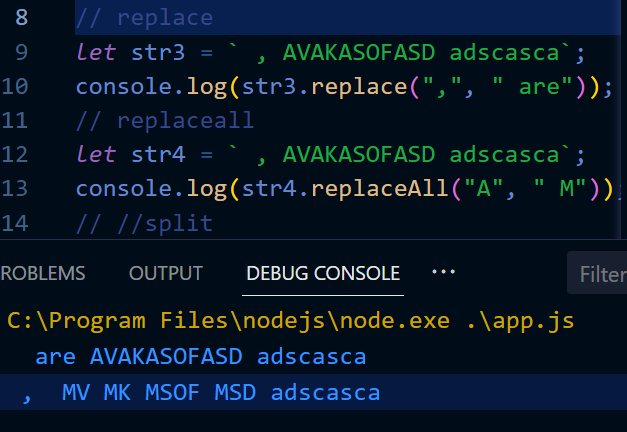 8 // replace
9 let str3 = ` , AVAKASOFASD adscasca`;
10 console.log(str3.replace(",", " are"));
11 // replaceall
12 let str4 = ` , AVAKASOFASD adscasca`;
13 console.log(str4.replaceAll("A", " M"));
14 // //split
ROBLEMS OUTPUT DEBUG CONSOLE ··· Filter
C:\Program Files\nodejs\node.exe .\app.js
  are AVAKASOFASD adscasca
 ,  MV MK MSOF MSD adscasca